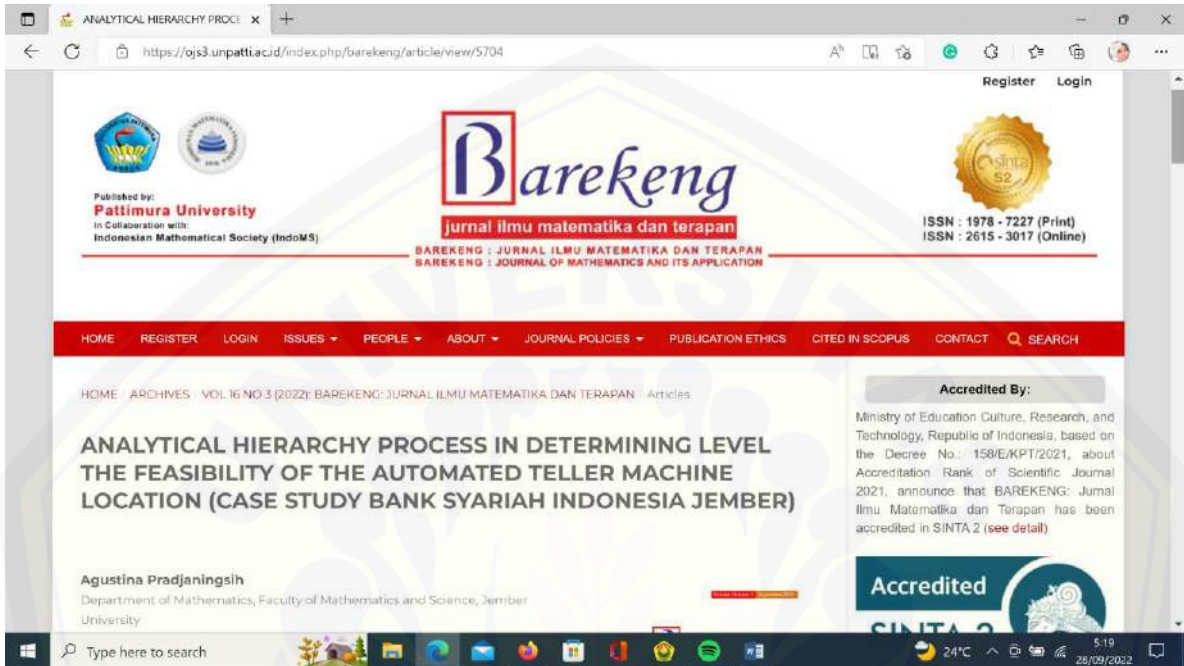 ANALYTICAL HIERARCHY PROCE
https://ojs3.unpatti.ac.id/index.php/barekeng/article/view/5704
Register Login
Published by:
Pattimura University
In Collaboration with:
Indonesian Mathematical Society (IndoMS)
Barekeng
jurnal ilmu matematika dan terapan
BAREKENG : JURNAL ILMU MATEMATIKA DAN TERAPAN
BAREKENG : JOURNAL OF MATHEMATICS AND ITS APPLICATION
sinta
S2
ISSN : 1978 - 7227 (Print)
ISSN : 2615 - 3017 (Online)
HOME REGISTER LOGIN ISSUES PEOPLE ABOUT JOURNAL POLICIES PUBLICATION ETHICS CITED IN SCOPUS CONTACT SEARCH
HOME ARCHIVES VOL 16 NO 3 (2022): BAREKENG: JURNAL ILMU MATEMATIKA DAN TERAPAN Articles
ANALYTICAL HIERARCHY PROCESS IN DETERMINING LEVEL
THE FEASIBILITY OF THE AUTOMATED TELLER MACHINE
LOCATION (CASE STUDY BANK SYARIAH INDONESIA JEMBER)
Agustina Pradjaningsih
Department of Mathematics, Faculty of Mathematics and Science, Jember
University
Accredited By:
Ministry of Education Culture, Research, and
Technology, Republic of Indonesia, based on
the Decree No.: 158/E/KPT/2021, about
Accreditation Rank of Scientific Journal
2021, announce that BAREKENG: Jurnal
Ilmu Matematika dan Terapan has been
accredited in SINTA 2 (see detail)
Accredited
SINTA 2
UNIVERSITA
Type here to search
24°C
5:19
28/09/2022